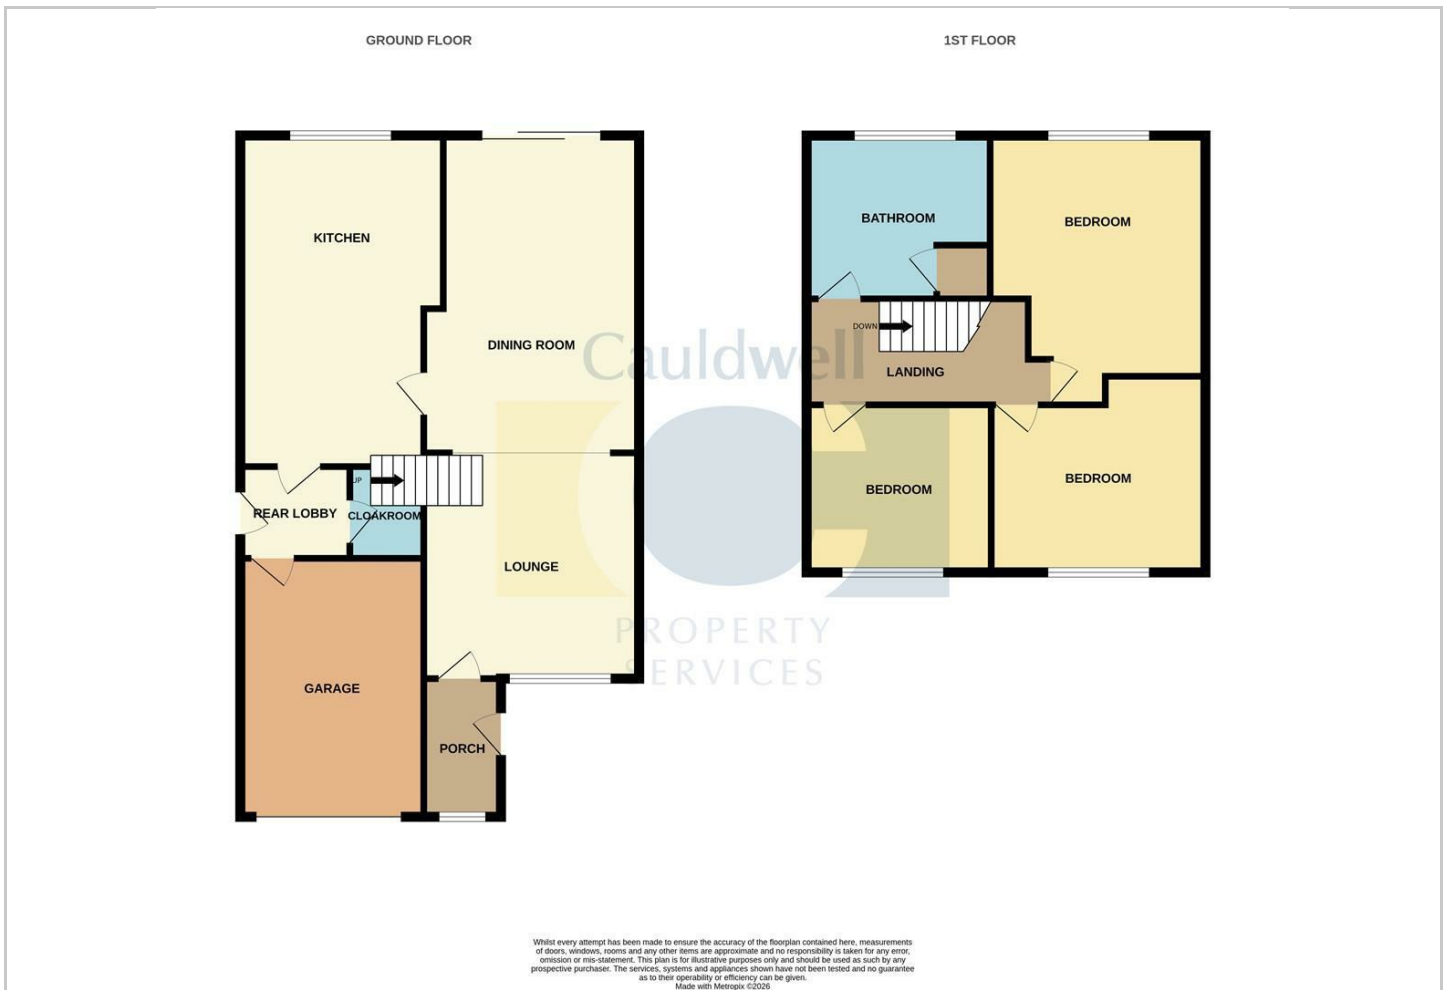 GROUND FLOOR
1ST FLOOR
KITCHEN
BATHROOM
BEDROOM
DINING ROOM
DOWN
LANDING
Cauldwell
UP
REAR LOBBY
CLOAKROOM
BEDROOM
BEDROOM
LOUNGE
PROPERTY
SERVICES
GARAGE
PORCH
Whilst every attempt has been made to ensure the accuracy of the floorplan contained here, measurements
of doors, windows, rooms and any other items are approximate and no responsibility is taken for any error,
omission or mis-statement. This plan is for illustrative purposes only and should be used as such by any
prospective purchaser. The services, systems and appliances shown have not been tested and no guarantee
as to their operability or efficiency can be given.
Made with Metropix ©2026